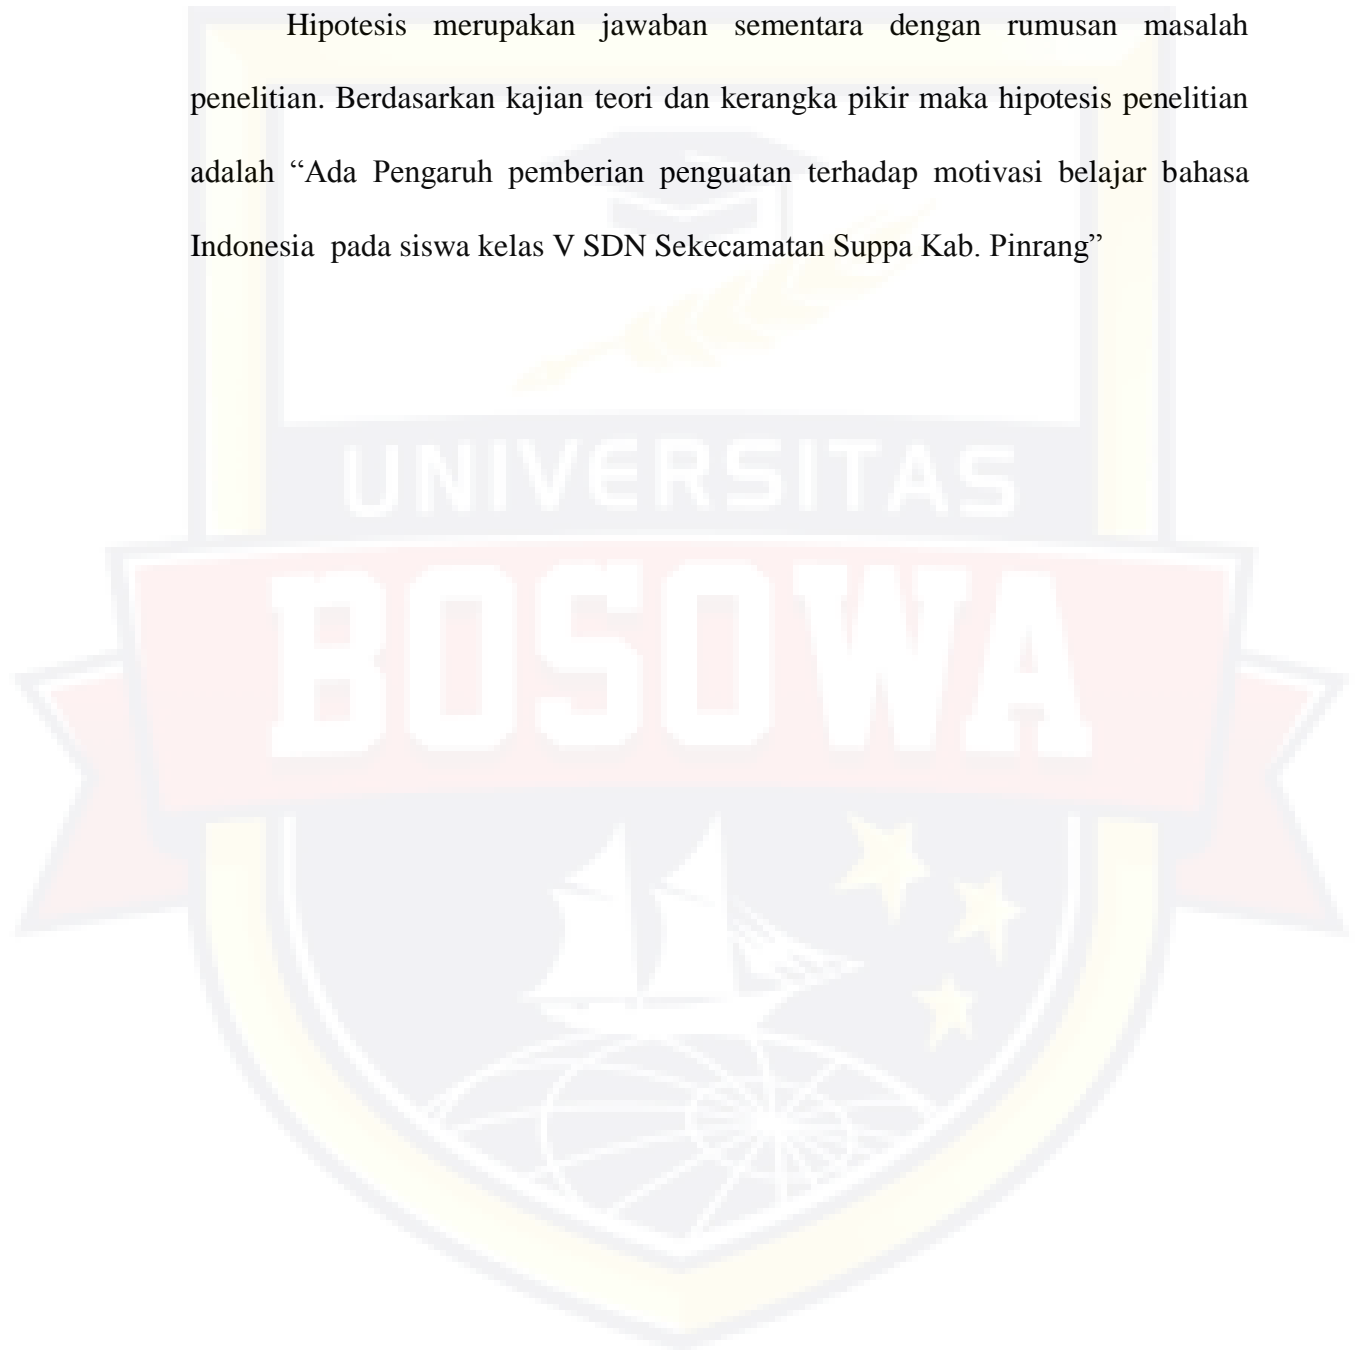 Hipotesis merupakan jawaban sementara dengan rumusan masalah
penelitian. Berdasarkan kajian teori dan kerangka pikir maka hipotesis penelitian
adalah “Ada Pengaruh pemberian penguatan terhadap motivasi belajar bahasa
Indonesia pada siswa kelas V SDN Sekecamatan Suppa Kab. Pinrang”
UNIVERSITAS
BOSOWA